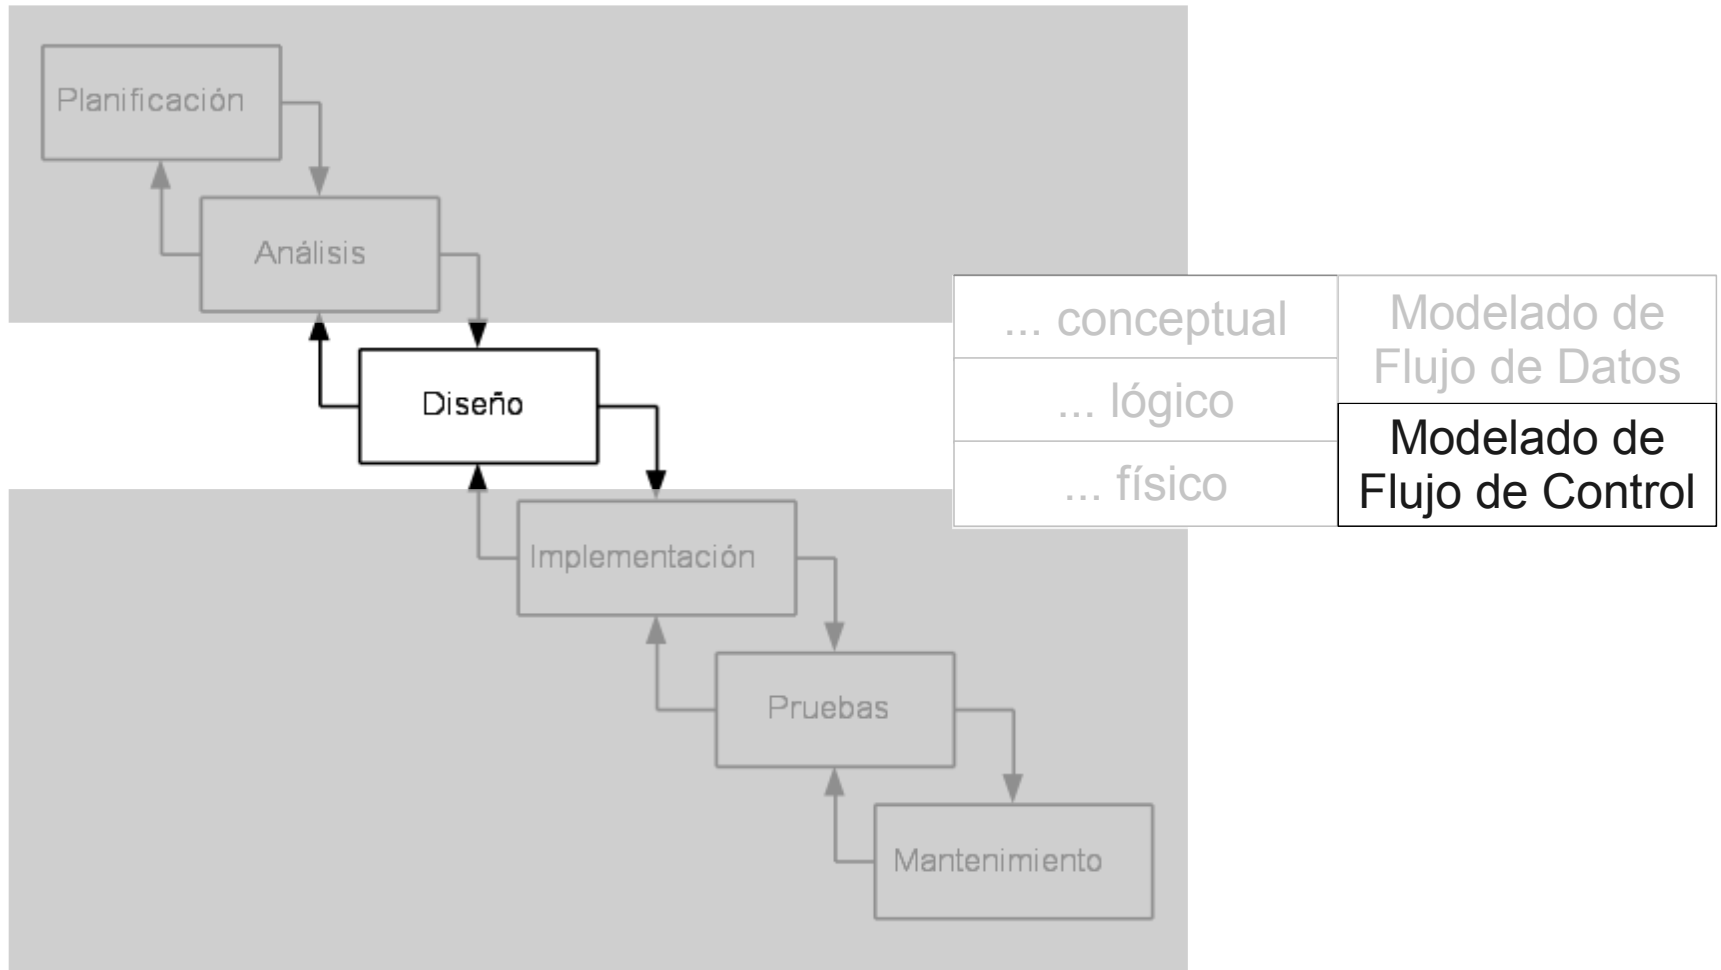 Planificación
Análisis
Diseño
Implementación
Pruebas
Mantenimiento
... conceptual
... lógico
... físico
Modelado de
Flujo de Datos
Modelado de
Flujo de Control